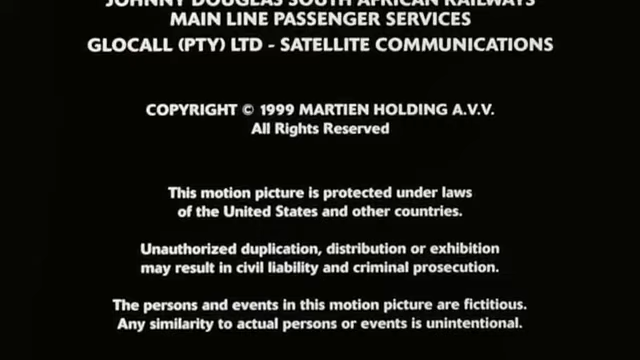 JOHNNY DOUGLAS SOUTH AFRICAN RAILWAYS
MAIN LINE PASSENGER SERVICES
GLOCALL (PTY) LTD - SATELLITE COMMUNICATIONS
COPYRIGHT © 1999 MARTIEN HOLDING A.V.V.
All Rights Reserved
This motion picture is protected under laws
of the United States and other countries.
Unauthorized duplication, distribution or exhibition
may result in civil liability and criminal prosecution.
The persons and events in this motion picture are fictitious.
Any similarity to actual persons or events is unintentional.